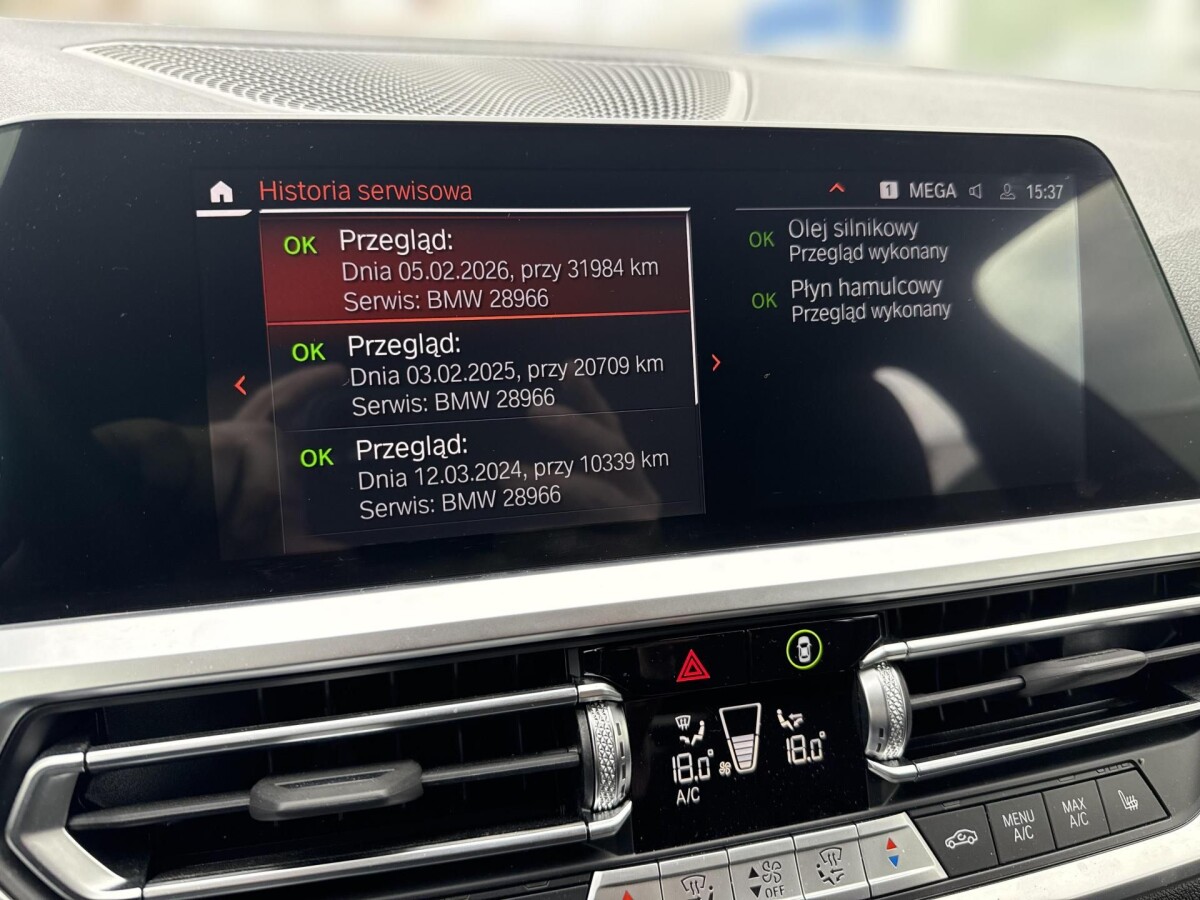 Historia serwisowa
1 MEGA 15:37
OK Przegląd:
Dnia 05.02.2026, przy 31984 km
Serwis: BMW 28966
OK Przegląd:
Dnia 03.02.2025, przy 20709 km
Serwis: BMW 28966
OK Przegląd:
Dnia 12.03.2024, przy 10339 km
Serwis: BMW 28966
OK Olej silnikowy
Przegląd wykonany
OK Płyn hamulcowy
Przegląd wykonany
18.0° 18.0°
A/C
MENU
A/C
MAX
A/C
OFF